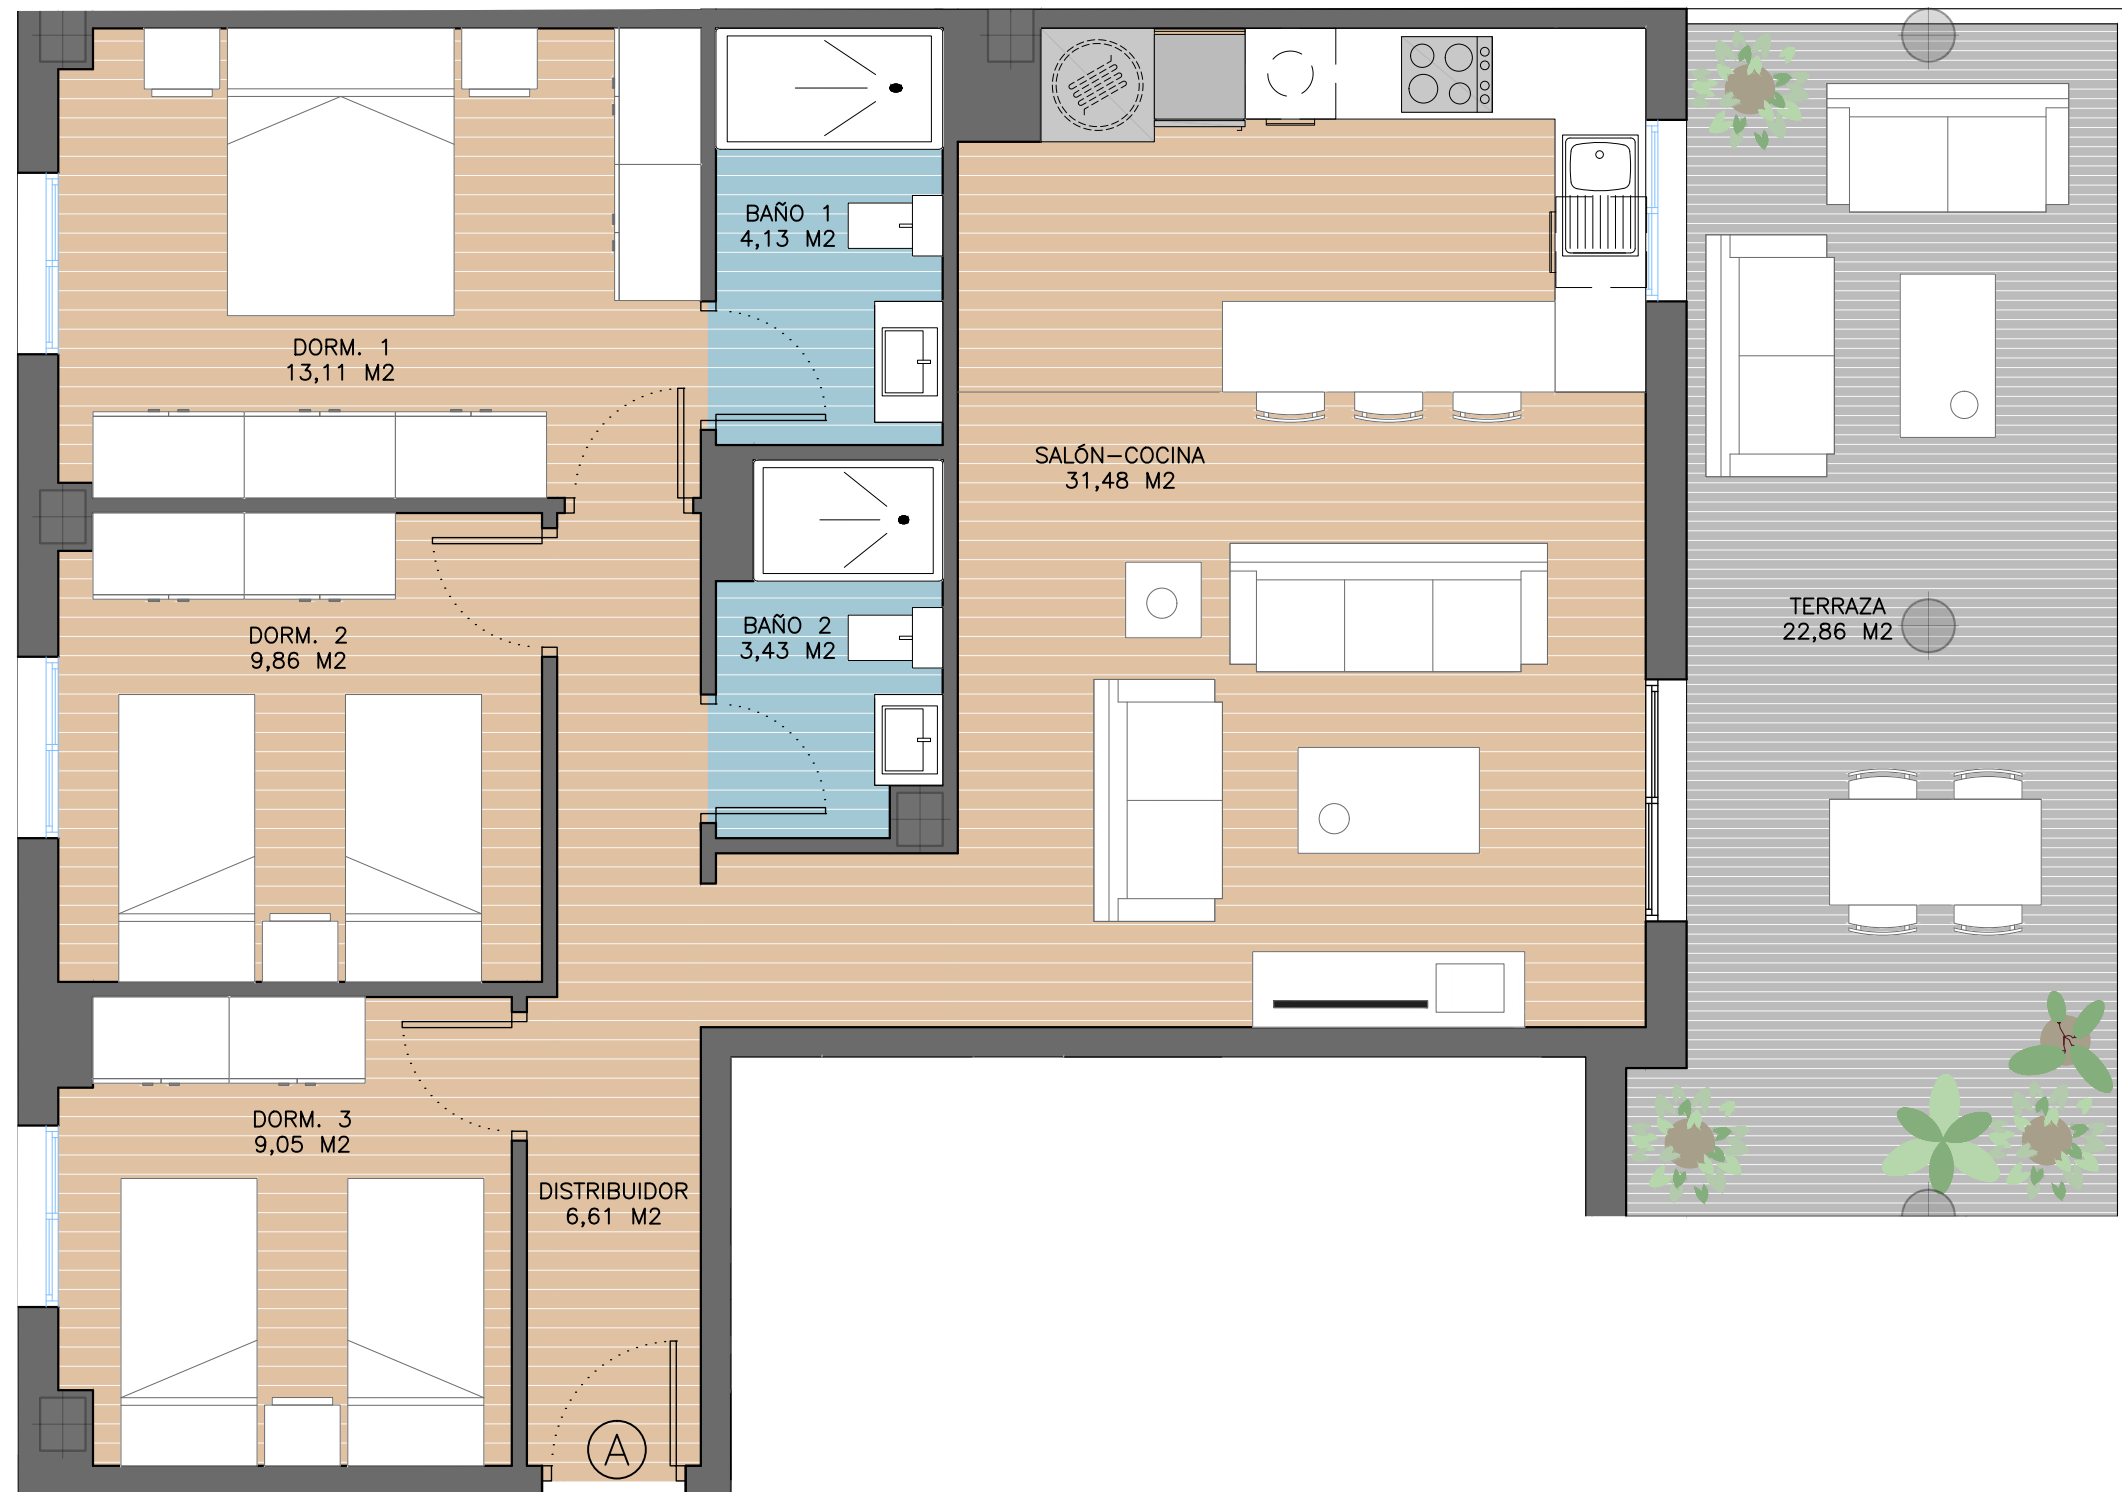 BAÑO 1
4,13 M2
DORM. 1
13,11 M2
SALÓN-COCINA
31,48 M2
TERRAZA
22,86 M2
BAÑO 2
3,43 M2
DORM. 2
9,86 M2
DORM. 3
9,05 M2
DISTRIBUIDOR
6,61 M2
A